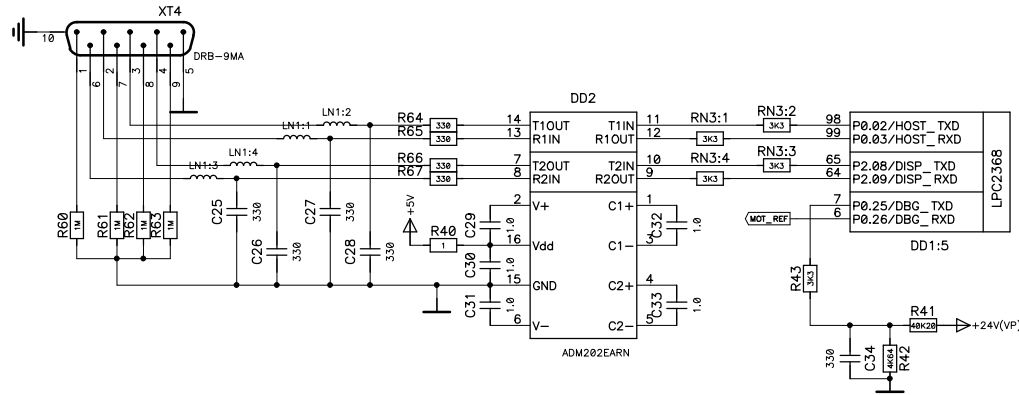 XT4
10
DRB-9MA
1 6 2 7 3 8 4 9 5
LN1:2
LN1:1
LN1:4
LN1:3
R64 330
R65 330
R66 330
R67 330
DD2
14 T1OUT T1IN 11
13 R1IN R1OUT 12
7 T2OUT T2IN 10
8 R2IN R2OUT 9
2 V+ C1+ 1
16 Vdd C1- 3
15 GND C2+ 4
6 V- C2- 5
ADM202EARN
RN3:1 3K3
RN3:2 3K3
RN3:3 3K3
RN3:4 3K3
98 P0.02/HOST_TXD
99 P0.03/HOST_RXD
65 P2.08/DISP_TXD
64 P2.09/DISP_RXD
7 P0.25/DBG_TXD
6 P0.26/DBG_RXD
LPC2368
DD1:5
MOT_REF
R60 1M
R61 1M
R62 1M
R63 1M
C25 330
C26 330
C27 330
C28 330
+5V
R40 1
C29 1.0
C30 1.0
C31 1.0
C32 1.0
C33 1.0
R43 3K3
R41 40K20
+24V(VP)
330 C34
4K64 R42